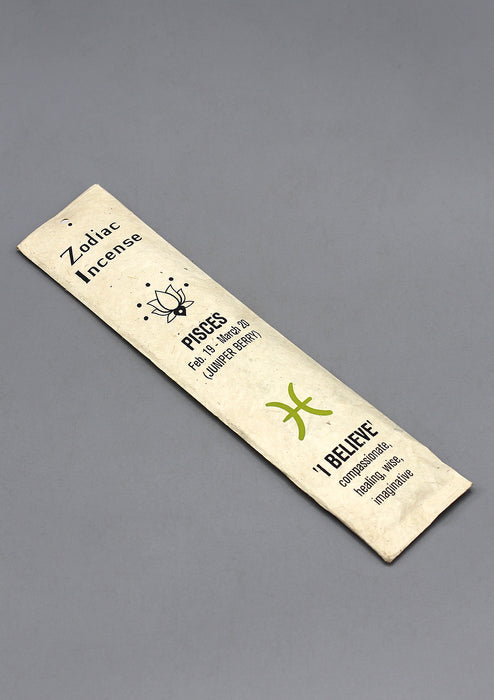 Zodiac
Incense
PISCES
Feb. 19 - March 20
(JUNIPER BERRY)
'I BELIEVE'
compassionate,
healing, wise,
imaginative